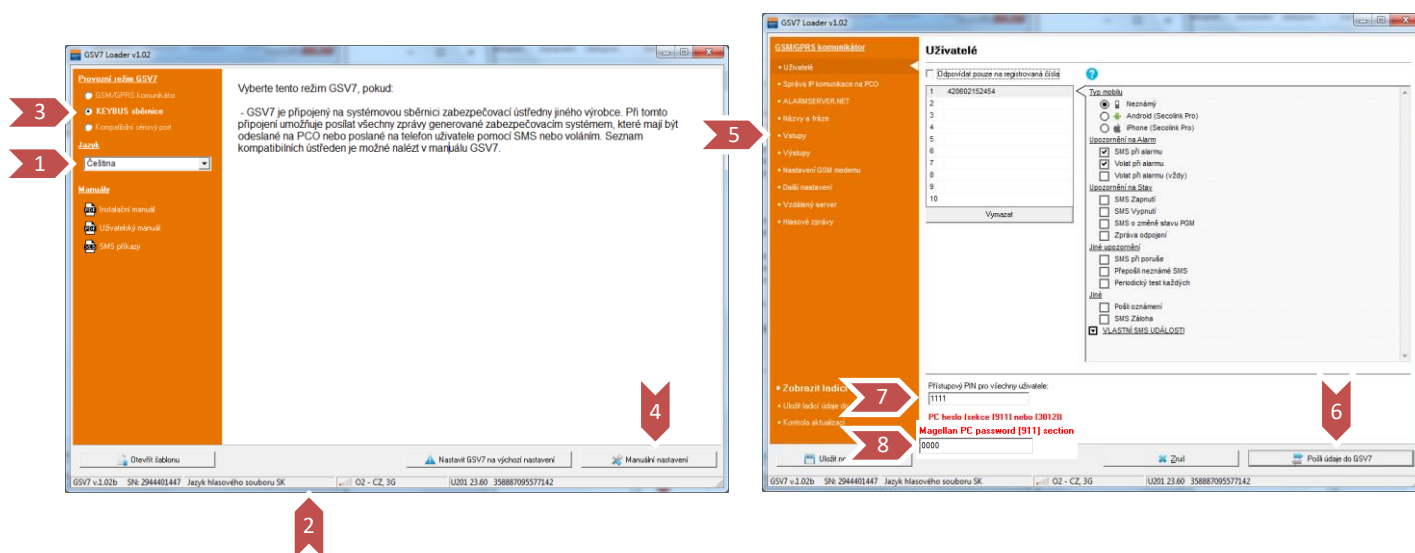 GSV7 Loader v1.02
Provozní režim GSV7
GSM/GPRS komunikátor
KEYBUS sběrnice
Kompatibilní sériový port
Jazyk
Čeština
Manuály
Instalační manuál
Uživatelský manuál
SMS příkazy
Vyberte tento režim GSV7, pokud:
- GSV7 je připojený na systémovou sběrnici zabezpečovací ústředny jiného výrobce. Při tomto
připojení umožňuje posílat všechny zprávy generované zabezpečovacím systémem, které mají být
odeslané na PCO nebo poslané na telefon uživatele pomocí SMS nebo voláním. Seznam
kompatibilních ústředen je možné nalézt v manuálu GSV7.
3
1
4
2
Otevřít šablonu
Nastavit GSV7 na výchozí nastavení
Manuální nastavení
GSV7 v.1.02b SN: 2944401447 Jazyk hlasového souboru SK
O2 - CZ, 3G
U201 23.60 358887095577142
GSV7 Loader v1.02
GSM/GPRS komunikátor
• Uživatelé
• Správa IP komunikace na PCO
• ALARMSERVER.NET
• Názvy a fráze
• Vstupy
• Výstupy
• Nastavení GSM modemu
• Další nastavení
• Vzdálený server
• Hlasové zprávy
5
Uživatelé
Odpovídat pouze na registrovaná čísla
1 420602152454
2
3
4
5
6
7
8
9
10
Vymazat
Typ mobilu
Neznámý
Android (Secolink Pro)
iPhone (Secolink Pro)
Upozornění na Alarm
SMS při alarmu
Volat při alarmu
Volat při alarmu (vždy)
Upozornění na Stav
SMS Zapnutí
SMS Vypnutí
SMS o změně stavu PGM
Zpráva odpojení
Jiné upozornění
SMS při poruše
Přepošli neznámé SMS
Periodický test každých
Jiné
Pošli oznámení
SMS Záloha
VLASTNÍ SMS UDÁLOSTI
• Zobrazit ladicí
• Uložit ladicí údaje do
• Kontrola aktualizací
7
8
6
Přístupový PIN pro všechny uživatele:
1111
PC heslo (sekce [911] nebo [3012])
Magellan PC password [911] section
0000
Uložit
Zruš
Pošli údaje do GSV7
GSV7 v.1.02b SN: 2944401447 Jazyk hlasového souboru SK
O2 - CZ, 3G
U201 23.60 358887095577142